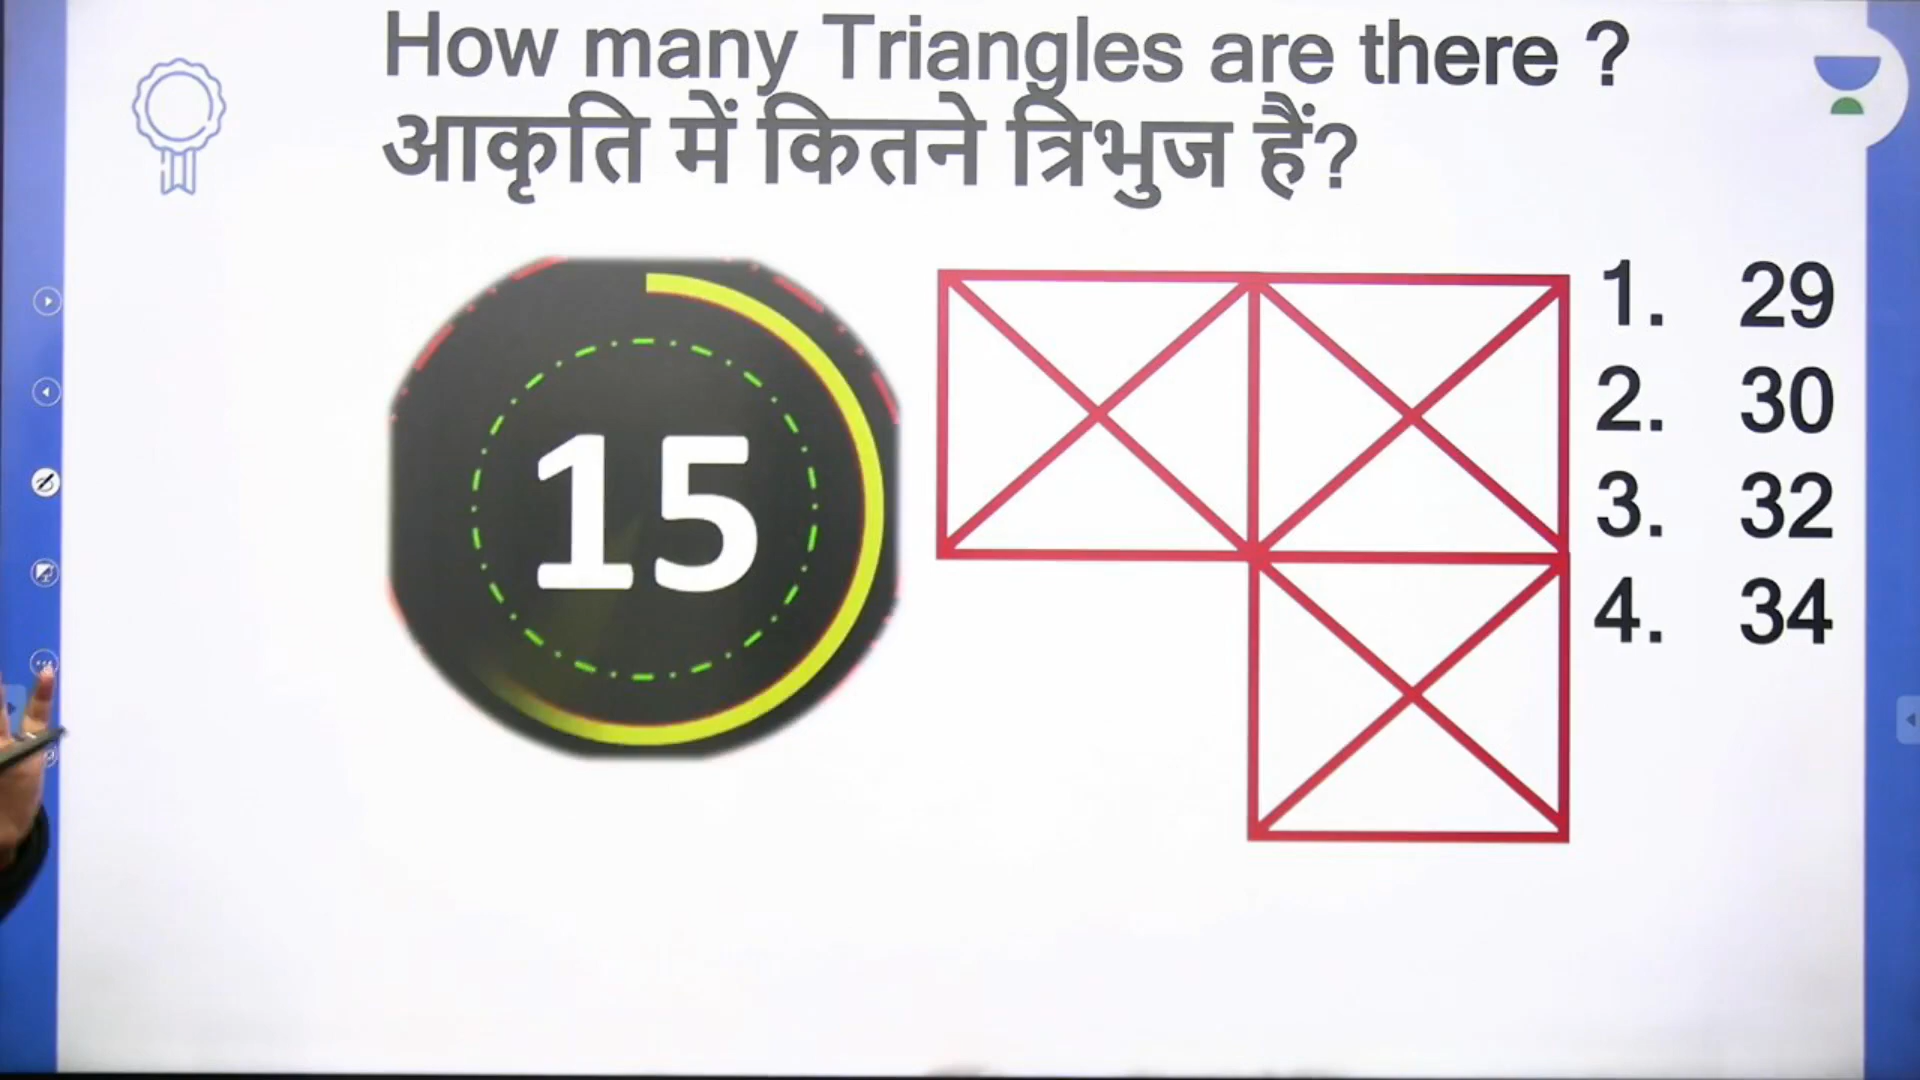 How many Triangles are there ?
आकृति में कितने त्रिभुज हैं?
15
1. 29
2. 30
3. 32
4. 34